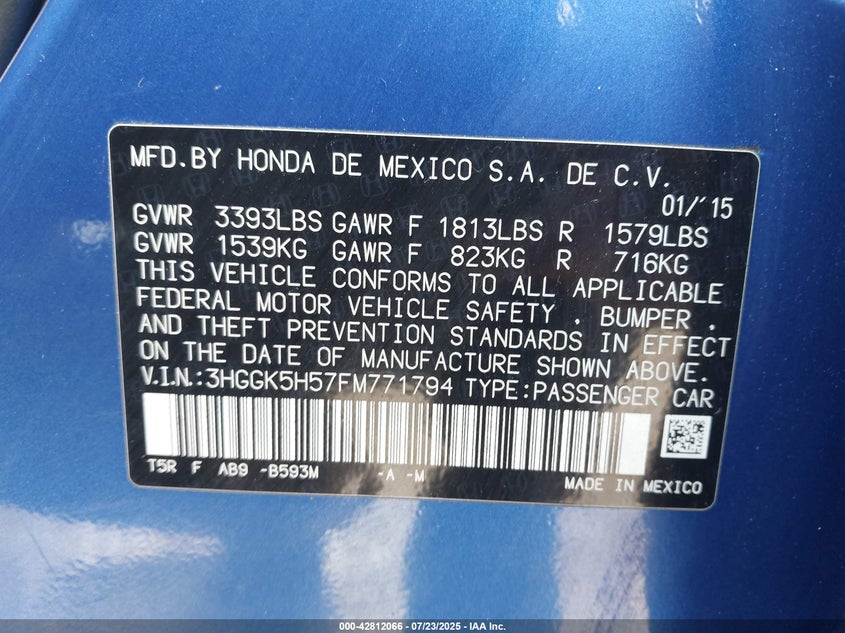 MFD.BY HONDA DE MEXICO S.A. DE C.V.
01/'15
GVWR 3393LBS GAWR F 1813LBS R 1579LBS
GVWR 1539KG GAWR F 823KG R 716KG
THIS VEHICLE CONFORMS TO ALL APPLICABLE
FEDERAL MOTOR VEHICLE SAFETY , BUMPER ,
AND THEFT PREVENTION STANDARDS IN EFFECT
ON THE DATE OF MANUFACTURE SHOWN ABOVE.
V.I.N.:3HGGK5H57FM771794 TYPE:PASSENGER CAR
T5R F AB9 -B593M -A -M
MADE IN MEXICO
000-42812066 - 07/23/2025 - IAA Inc.